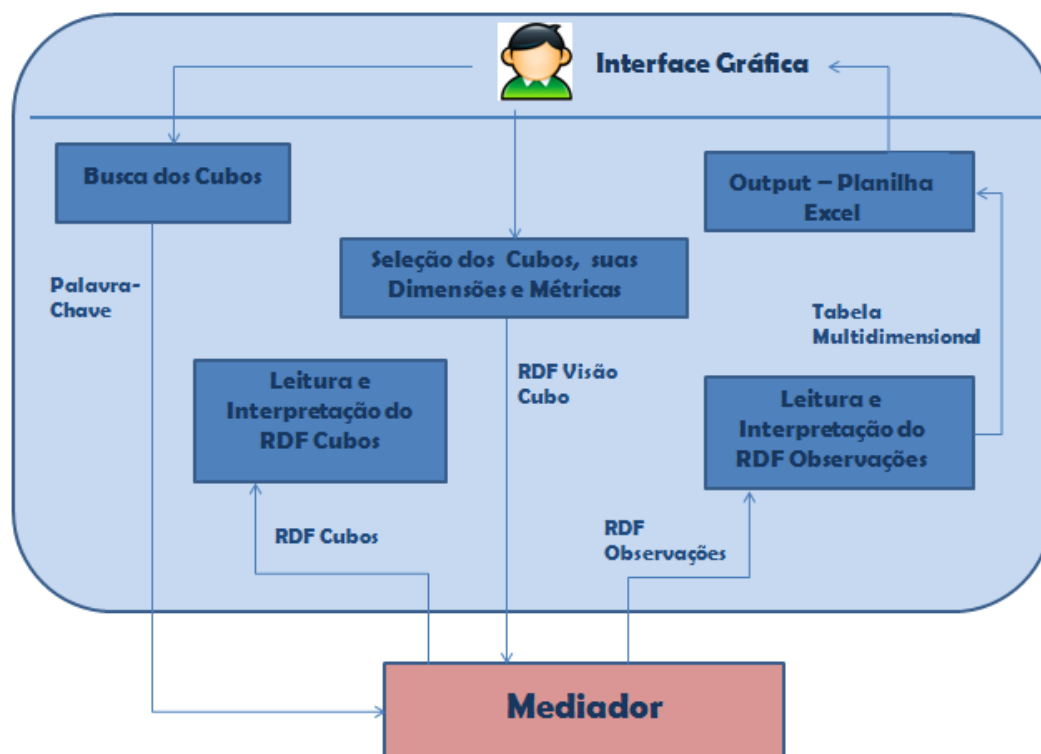 Interface Gráfica
Busca dos Cubos
Output – Planilha
Excel
Seleção dos Cubos, suas
Dimensões e Métricas
Palavra-
Chave
Tabela
Multidimensional
RDF Visão
Cubo
Leitura e
Interpretação do
RDF Cubos
Leitura e
Interpretação do
RDF Observações
RDF Cubos
RDF
Observações
Mediador